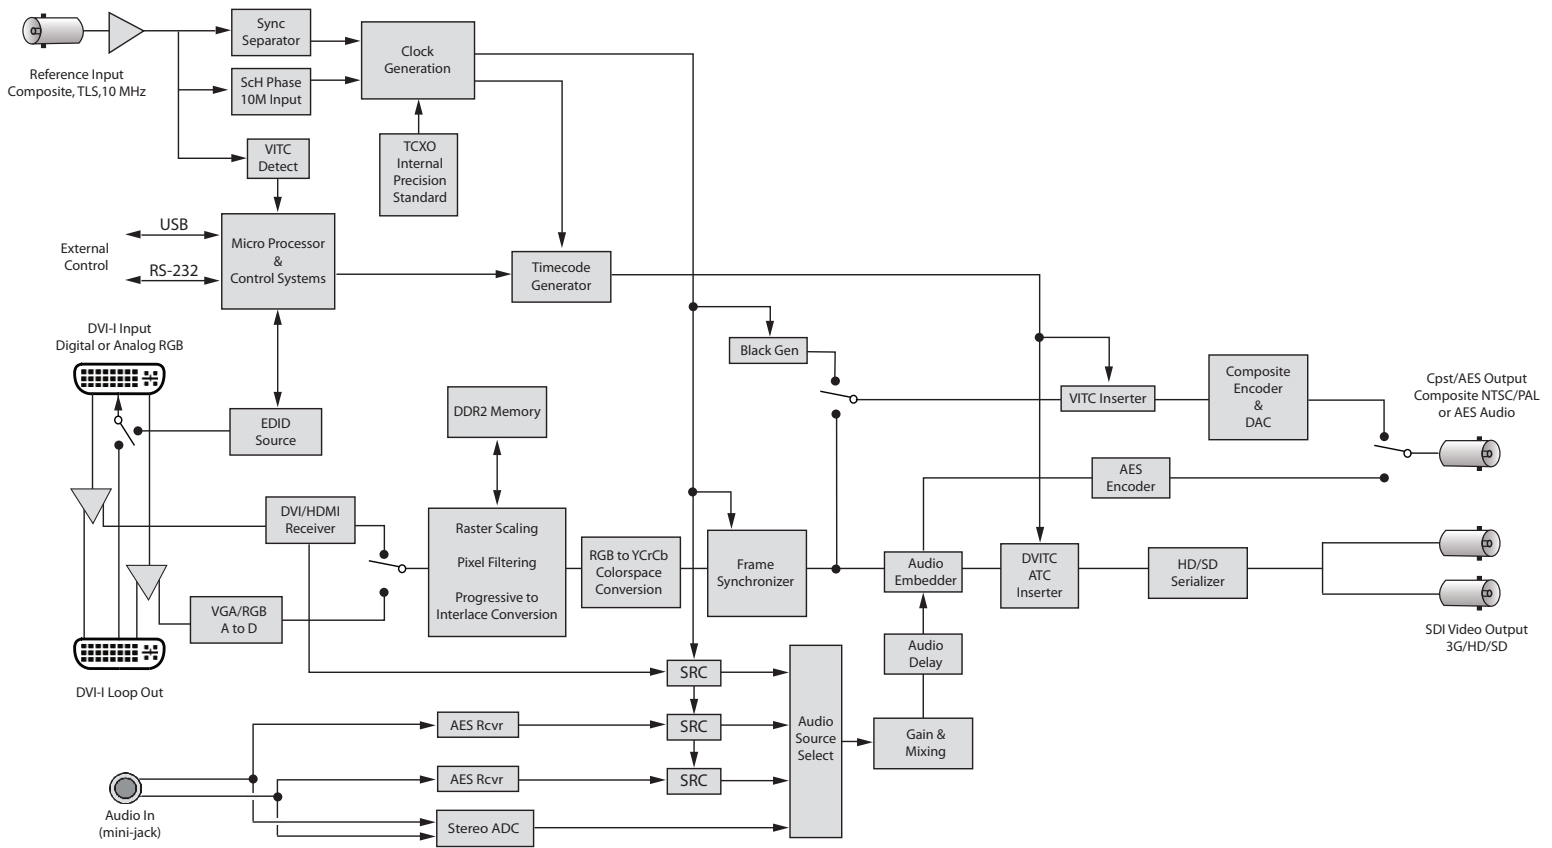 Reference Input
Composite, TLS,10 MHz
Sync
Separator
ScH Phase
10M Input
VITC
Detect
Clock
Generation
TCXO
Internal
Precision
Standard
External
Control
USB
RS-232
Micro Processor
&
Control Systems
Timecode
Generator
DVI-I Input
Digital or Analog RGB
EDID
Source
Black Gen
VITC Inserter
Composite
Encoder
&
DAC
Cpst/AES Output
Composite NTSC/PAL
or AES Audio
DDR2 Memory
AES
Encoder
DVI/HDMI
Receiver
Raster Scaling
Pixel Filtering
Progressive to
Interlace Conversion
RGB to YCrCb
Colorspace
Conversion
Frame
Synchronizer
Audio
Embedder
DVITC
ATC
Inserter
HD/SD
Serializer
SDI Video Output
3G/HD/SD
VGA/RGB
A to D
DVI-I Loop Out
Audio
Delay
SRC
AES Rcvr
SRC
AES Rcvr
SRC
Stereo ADC
Audio
Source
Select
Gain &
Mixing
Audio In
(mini-jack)